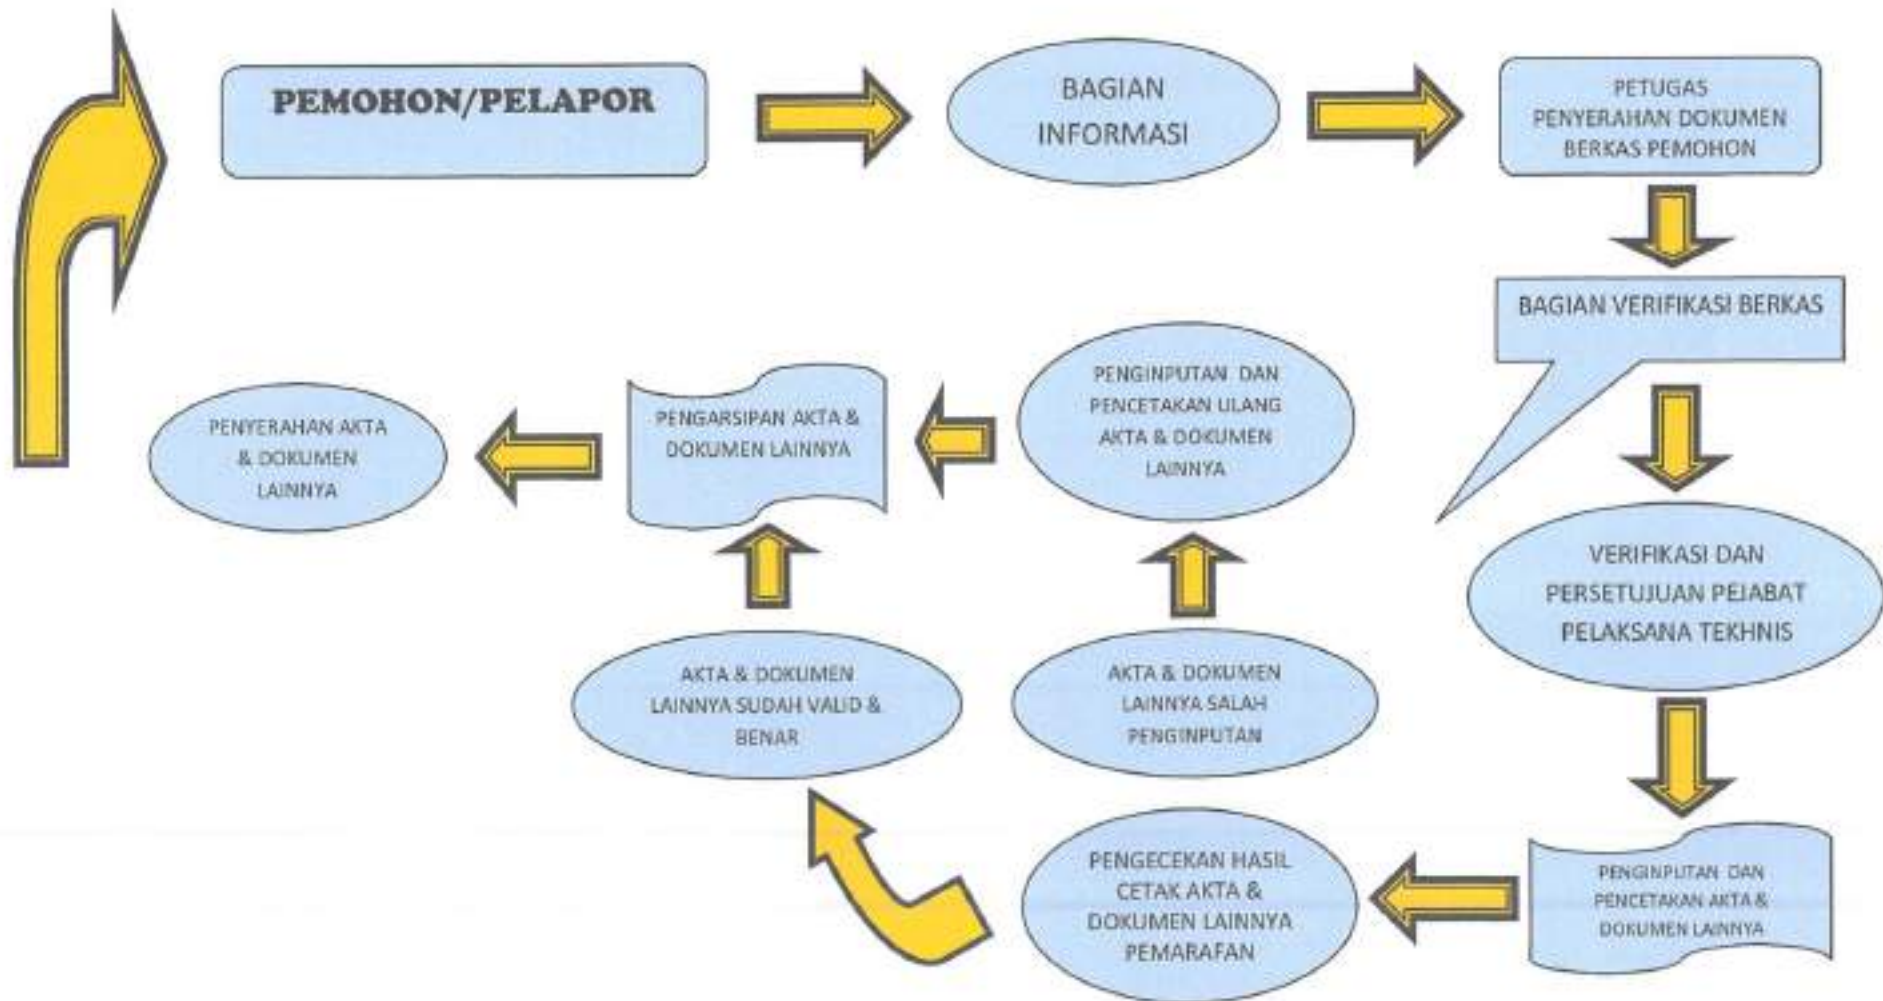 PEMOHON/PELAPOR
BAGIAN
INFORMASI
PETUGAS
PENYERAHAN DOKUMEN
BERKAS PEMOHON
BAGIAN VERIFIKASI BERKAS
VERIFIKASI DAN
PERSETUJUAN PEJABAT
PELAKSANA TEKHNIS
PENGINPUTAN DAN
PENCETAKAN AKTA &
DOKUMEN LAINNYA
PENGECEKAN HASIL
CETAK AKTA &
DOKUMEN LAINNYA
PEMARAFAN
AKTA & DOKUMEN
LAINNYA SUDAH VALID &
BENAR
AKTA & DOKUMEN
LAINNYA SALAH
PENGINPUTAN
PENGINPUTAN DAN
PENCETAKAN ULANG
AKTA & DOKUMEN
LAINNYA
PENGARSIPAN AKTA &
DOKUMEN LAINNYA
PENYERAHAN AKTA
& DOKUMEN
LAINNYA